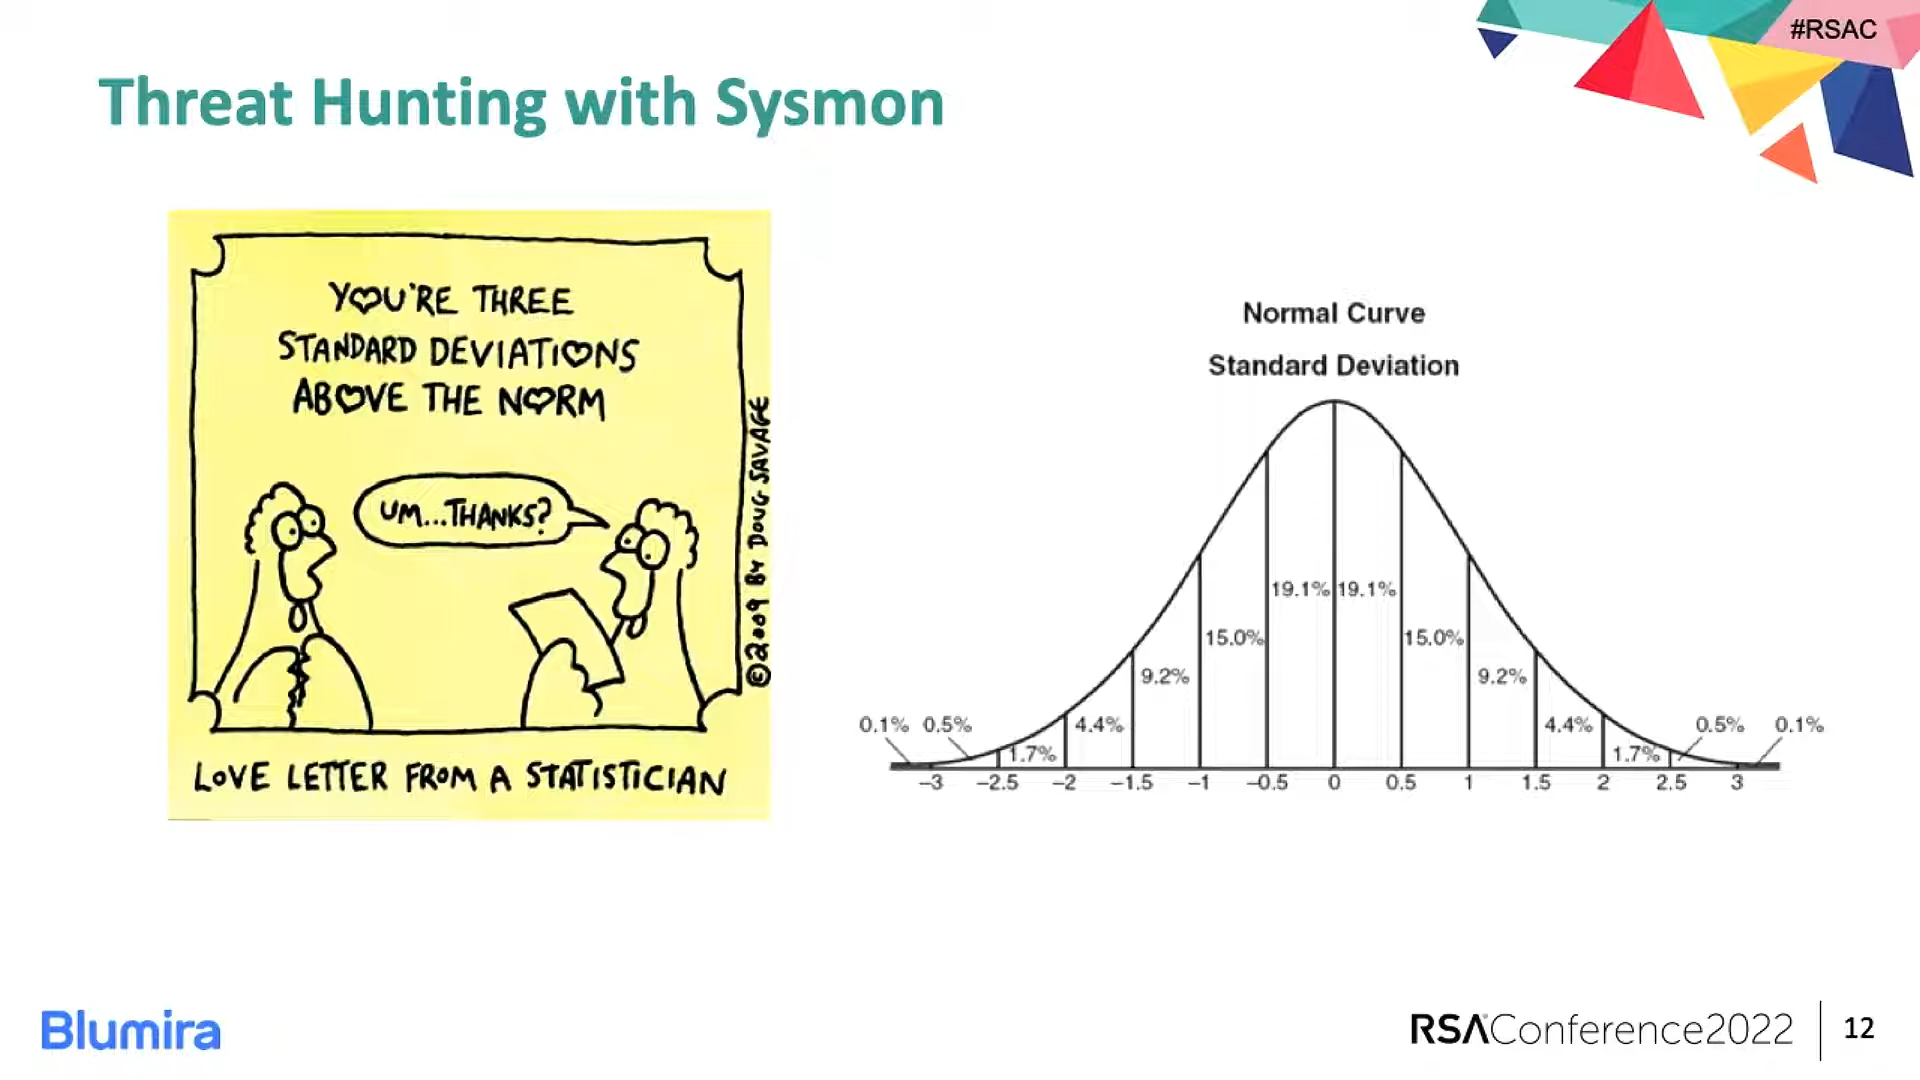 #RSAC
Threat Hunting with Sysmon
YOU'RE THREE
STANDARD DEVIATIONS
ABOVE THE NORM
UM...THANKS?
©2009 BY DOUG SAVAGE
LOVE LETTER FROM A STATISTICIAN
Normal Curve
Standard Deviation
19.1% 19.1%
15.0% 15.0%
9.2% 9.2%
0.1% 0.5% 4.4% 4.4% 0.5% 0.1%
1.7% 1.7%
−3 −2.5 −2 −1.5 −1 −0.5 0 0.5 1 1.5 2 2.5 3
Blumira
RSAConference2022 12